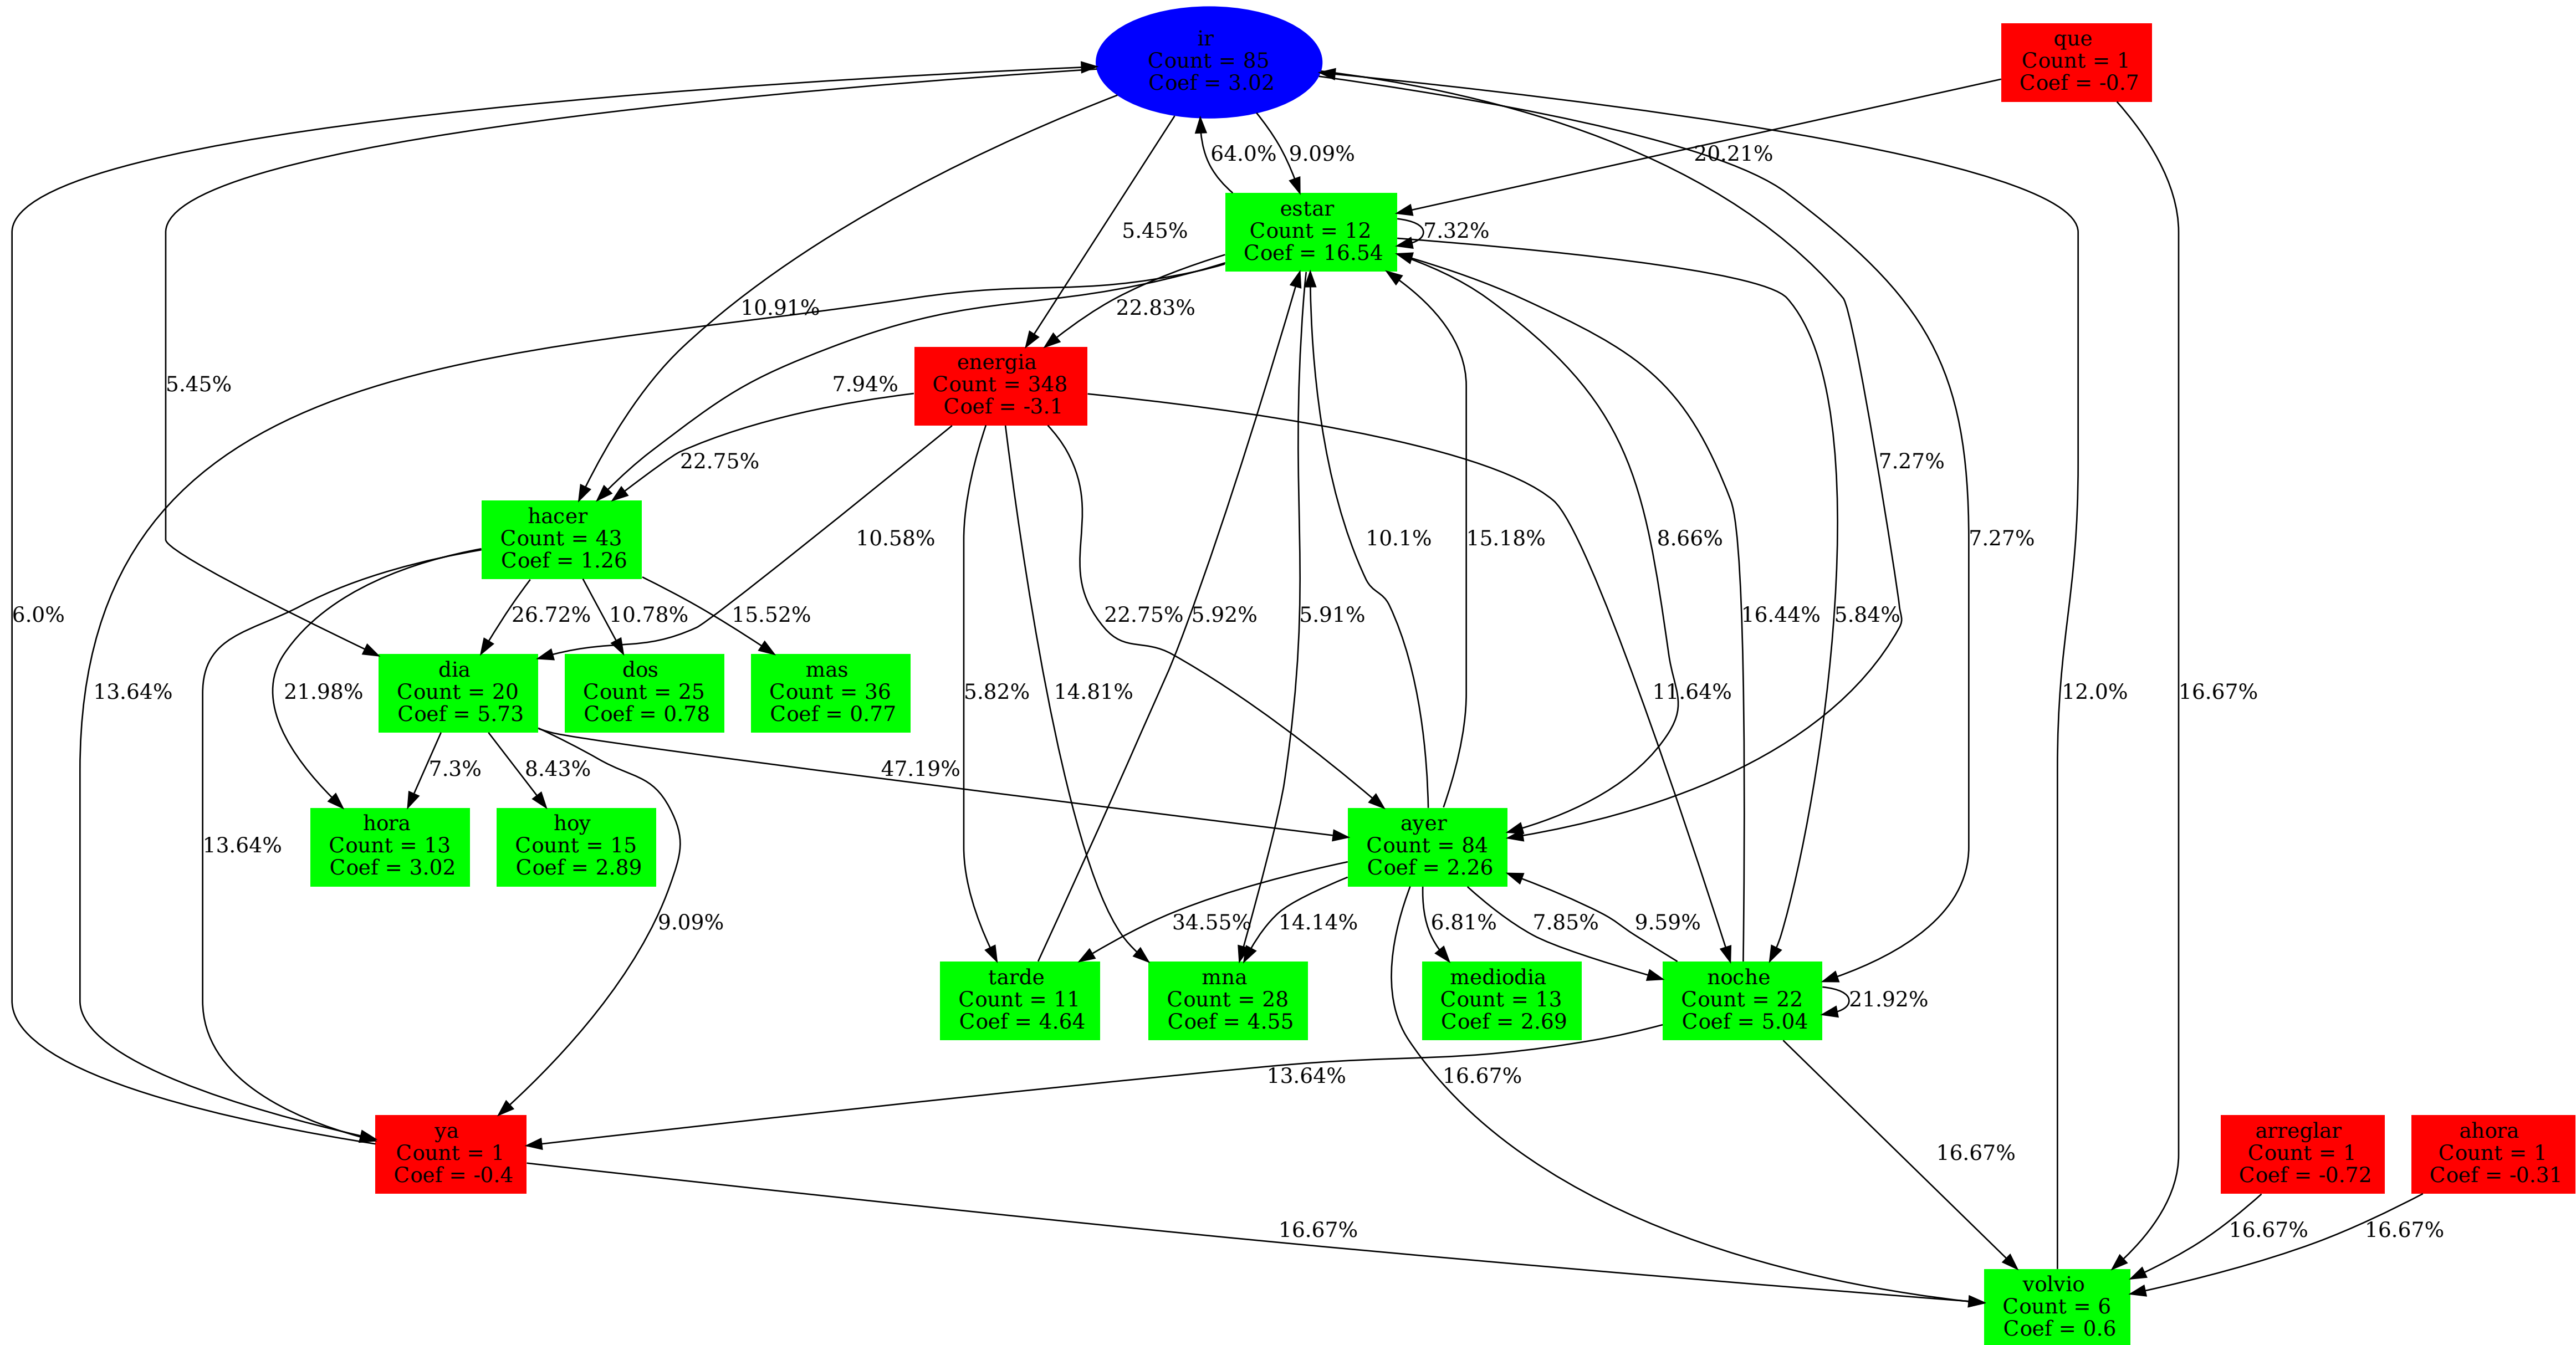 ir
Count = 85
Coef = 3.02
que
Count = 1
Coef = -0.7
64.0%
9.09%
20.21%
estar
Count = 12
Coef = 16.54
5.45%
7.32%
10.91%
22.83%
energia
Count = 348
Coef = -3.1
5.45%
7.94%
22.75%
7.27%
hacer
Count = 43
Coef = 1.26
10.58%
10.1%
15.18%
8.66%
7.27%
6.0%
26.72%
10.78%
15.52%
22.75%
5.92%
5.91%
16.44%
5.84%
dia
Count = 20
Coef = 5.73
dos
Count = 25
Coef = 0.78
mas
Count = 36
Coef = 0.77
13.64%
21.98%
5.82%
14.81%
11.64%
12.0%
16.67%
7.3%
8.43%
47.19%
hora
Count = 13
Coef = 3.02
hoy
Count = 15
Coef = 2.89
ayer
Count = 84
Coef = 2.26
13.64%
9.09%
34.55%
14.14%
6.81%
7.85%
9.59%
tarde
Count = 11
Coef = 4.64
mna
Count = 28
Coef = 4.55
mediodia
Count = 13
Coef = 2.69
noche
Count = 22
Coef = 5.04
21.92%
13.64%
16.67%
ya
Count = 1
Coef = -0.4
16.67%
arreglar
Count = 1
Coef = -0.72
ahora
Count = 1
Coef = -0.31
16.67%
16.67%
16.67%
volvio
Count = 6
Coef = 0.6